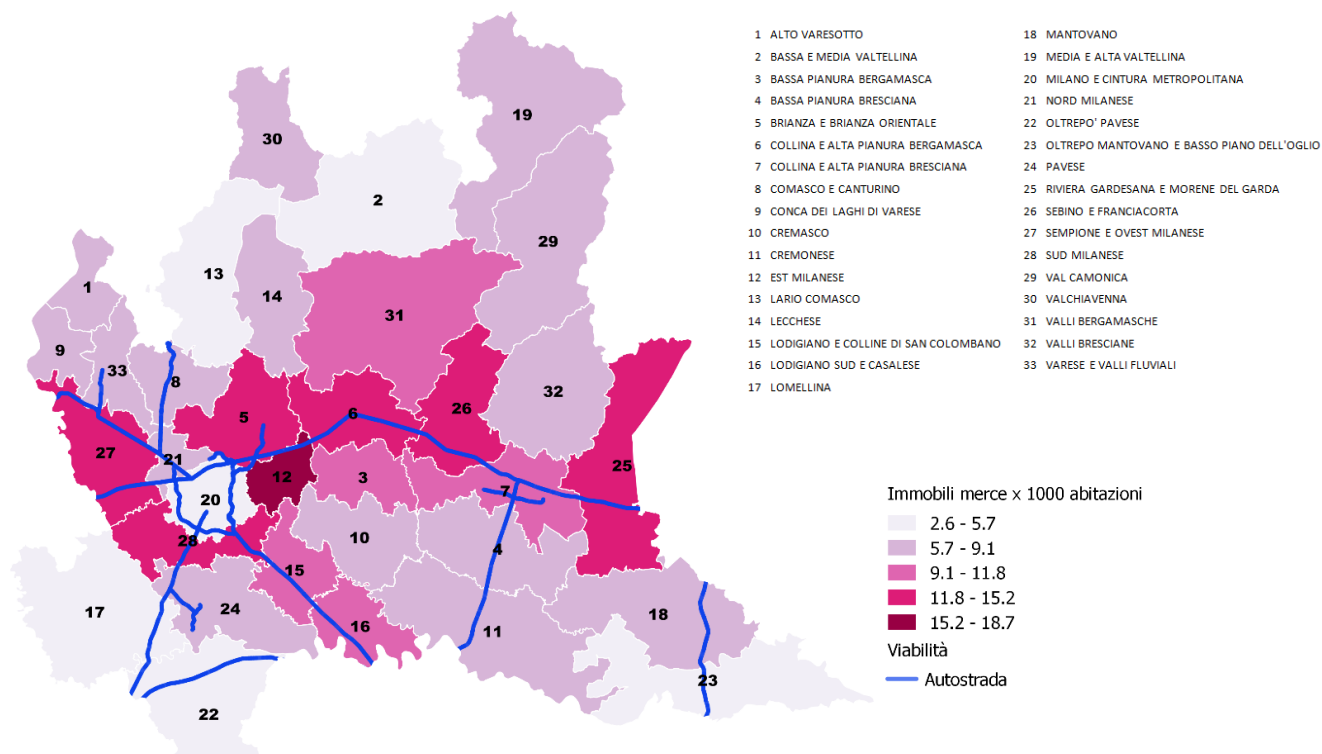 1 ALTO VARESOTTO
2 BASSA E MEDIA VALTELLINA
3 BASSA PIANURA BERGAMASCA
4 BASSA PIANURA BRESCIANA
5 BRIANZA E BRIANZA ORIENTALE
6 COLLINA E ALTA PIANURA BERGAMASCA
7 COLLINA E ALTA PIANURA BRESCIANA
8 COMASCO E CANTURINO
9 CONCA DEI LAGHI DI VARESE
10 CREMASCO
11 CREMONESE
12 EST MILANESE
13 LARIO COMASCO
14 LECCHESE
15 LODIGIANO E COLLINE DI SAN COLOMBANO
16 LODIGIANO SUD E CASALESE
17 LOMELLINA
18 MANTOVANO
19 MEDIA E ALTA VALTELLINA
20 MILANO E CINTURA METROPOLITANA
21 NORD MILANESE
22 OLTREPO' PAVESE
23 OLTREPO MANTOVANO E BASSO PIANO DELL'OGLIO
24 PAVESE
25 RIVIERA GARDESANA E MORENE DEL GARDA
26 SEBINO E FRANCIACORTA
27 SEMPIONE E OVEST MILANESE
28 SUD MILANESE
29 VAL CAMONICA
30 VALCHIAVENNA
31 VALLI BERGAMASCHE
32 VALLI BRESCIANE
33 VARESE E VALLI FLUVIALI
19
30
2
29
13
1
14
31
9
33
8
32
5
6
26
27
21
12
3
25
20
7
10
28
4
15
17
24
16
11
18
23
22
Immobili merce x 1000 abitazioni
2.6 - 5.7
5.7 - 9.1
9.1 - 11.8
11.8 - 15.2
15.2 - 18.7
Viabilità
Autostrada